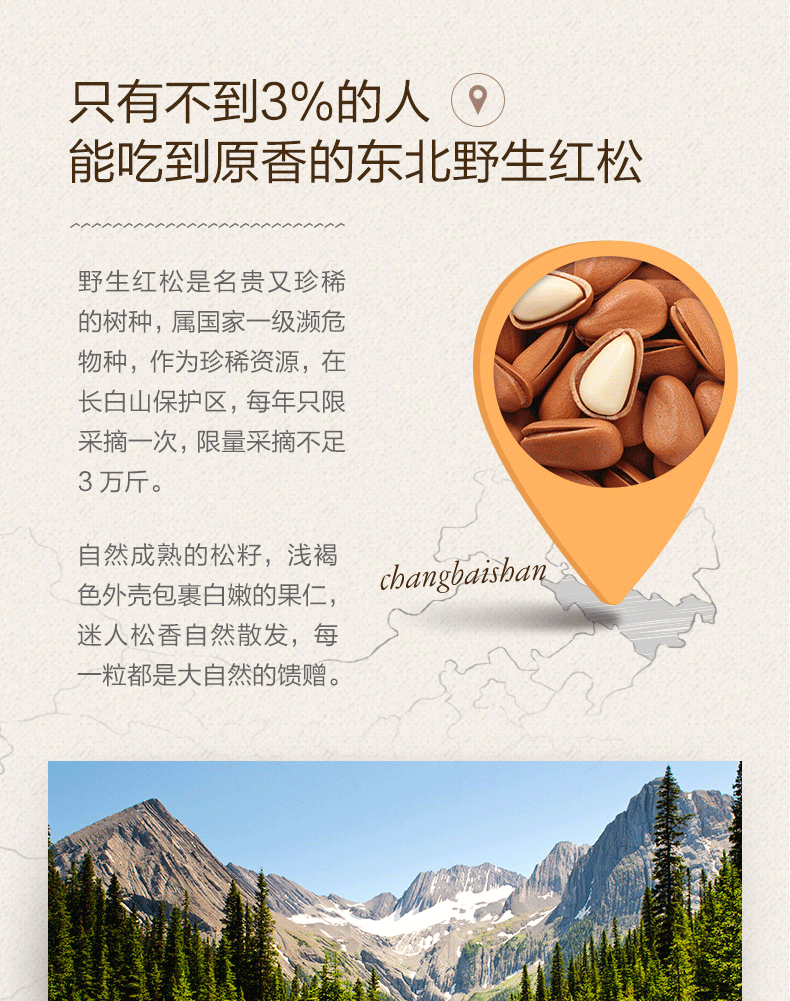 只有不到3%的人
能吃到原香的东北野生红松
野生红松是名贵又珍稀
的树种，属国家一级濒危
物种，作为珍稀资源，在
长白山保护区，每年只限
采摘一次，限量采摘不足
3 万斤。
自然成熟的松籽，浅褐
色外壳包裹白嫩的果仁，
迷人松香自然散发，每
一粒都是大自然的馈赠。
changbaishan